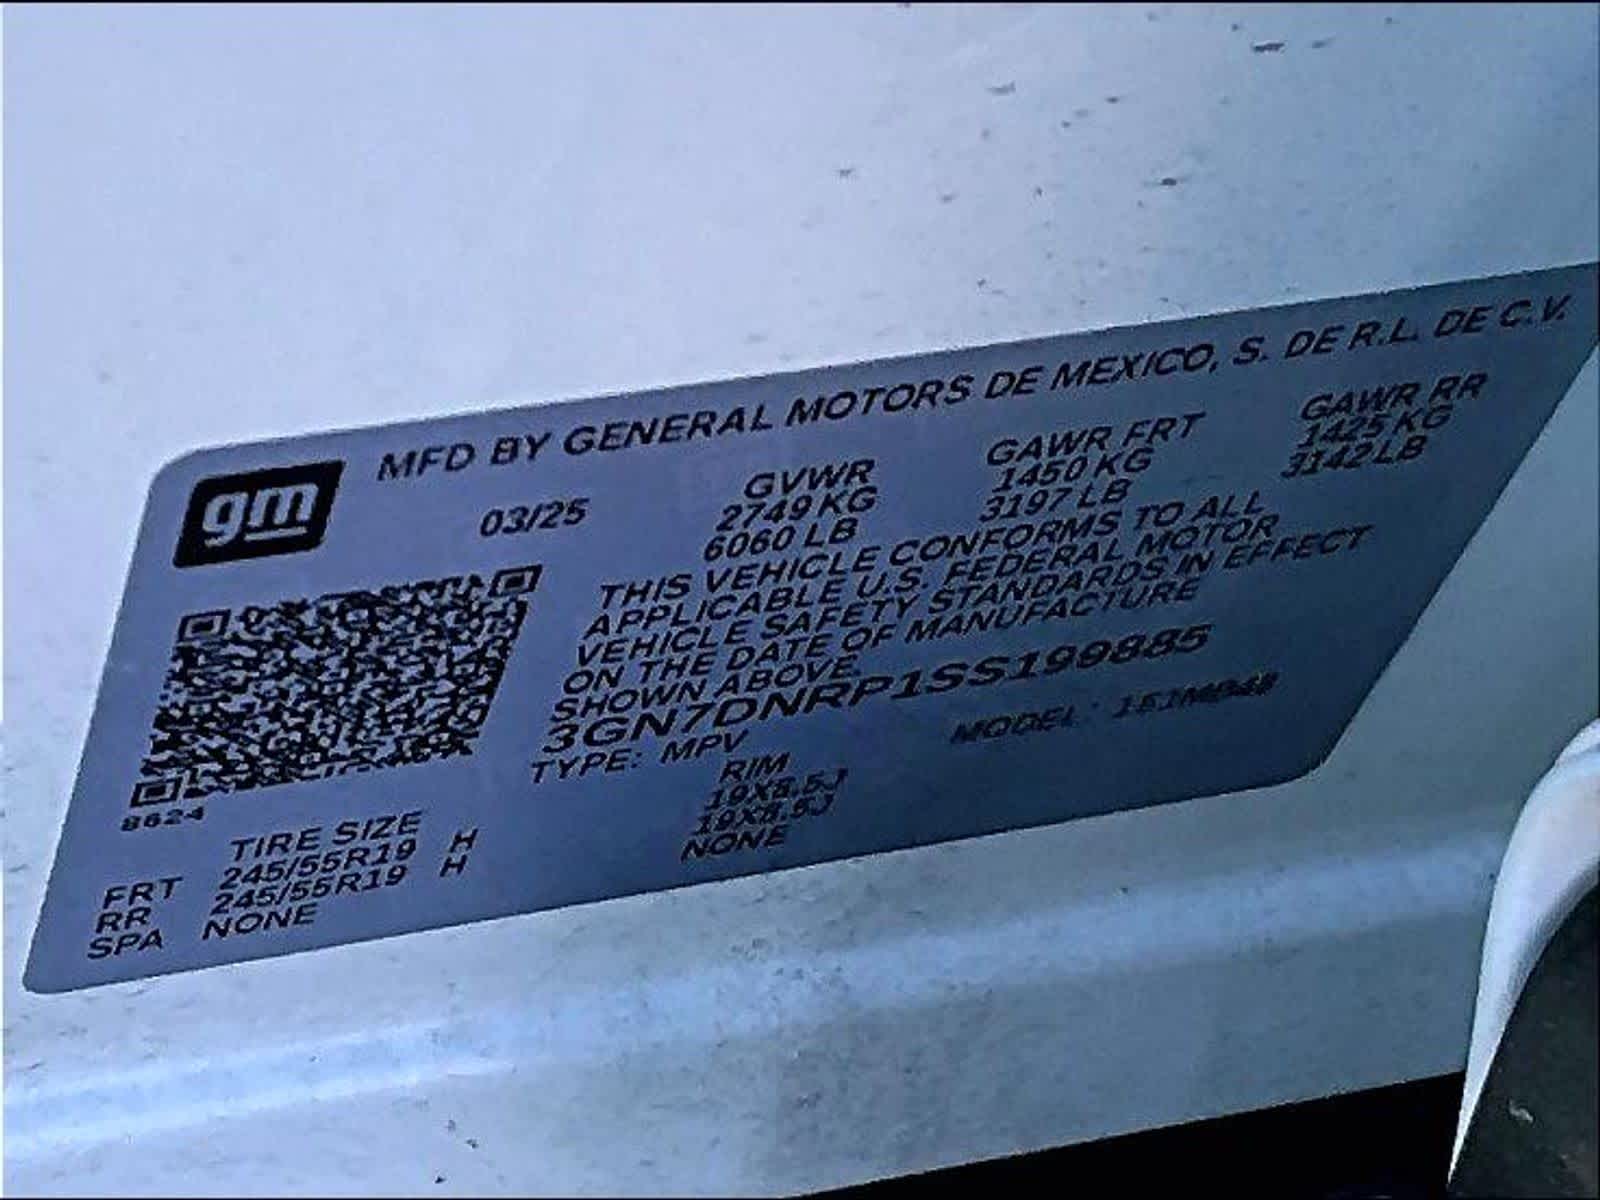 gm
MFD BY GENERAL MOTORS DE MEXICO, S. DE R.L. DE C.V.
03/25
GVWR GAWR FRT GAWR RR
2749 KG 1450 KG 1425 KG
6060 LB 3197 LB 3142 LB
THIS VEHICLE CONFORMS TO ALL
APPLICABLE U.S. FEDERAL MOTOR
VEHICLE SAFETY STANDARDS IN EFFECT
ON THE DATE OF MANUFACTURE
SHOWN ABOVE.
3GN7DNRP1SS199885
TYPE: MPV MODEL:
8624
TIRE SIZE RIM
FRT 245/55R19 H 19X8.5J
RR 245/55R19 H 19X8.5J
SPA NONE NONE